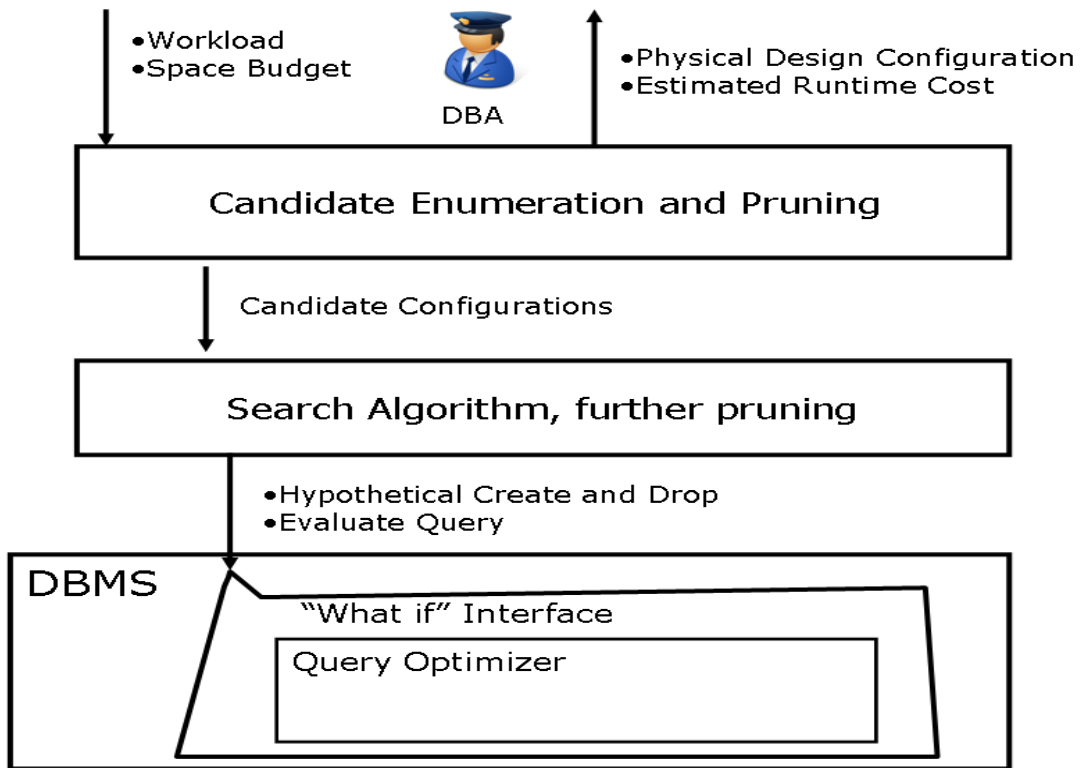 •Workload
•Space Budget
DBA
•Physical Design Configuration
•Estimated Runtime Cost
Candidate Enumeration and Pruning
Candidate Configurations
Search Algorithm, further pruning
•Hypothetical Create and Drop
•Evaluate Query
DBMS
“What if” Interface
Query Optimizer